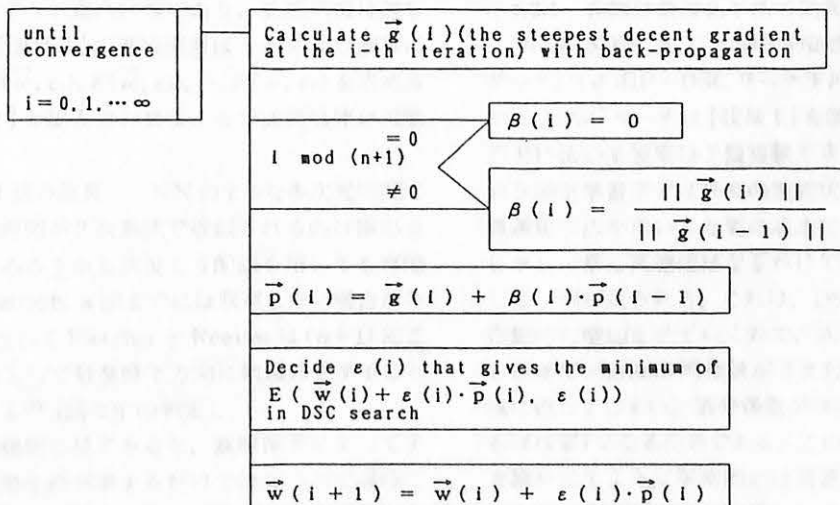 until
convergence
i=0, 1, ⋯ ∞
Calculate g⃗ (i)(the steepest decent gradient
at the i-th iteration) with back-propagation
=0
i mod (n+1)
≠0
β(i) = 0
β(i) = || g⃗(i) || / || g⃗(i-1) ||
p⃗(i) = g⃗(i) + β(i)·p⃗(i-1)
Decide ε(i) that gives the minimum of
E( w⃗(i)+ε(i)·p⃗(i), ε(i))
in DSC search
w⃗(i+1) = w⃗(i) + ε(i)·p⃗(i)